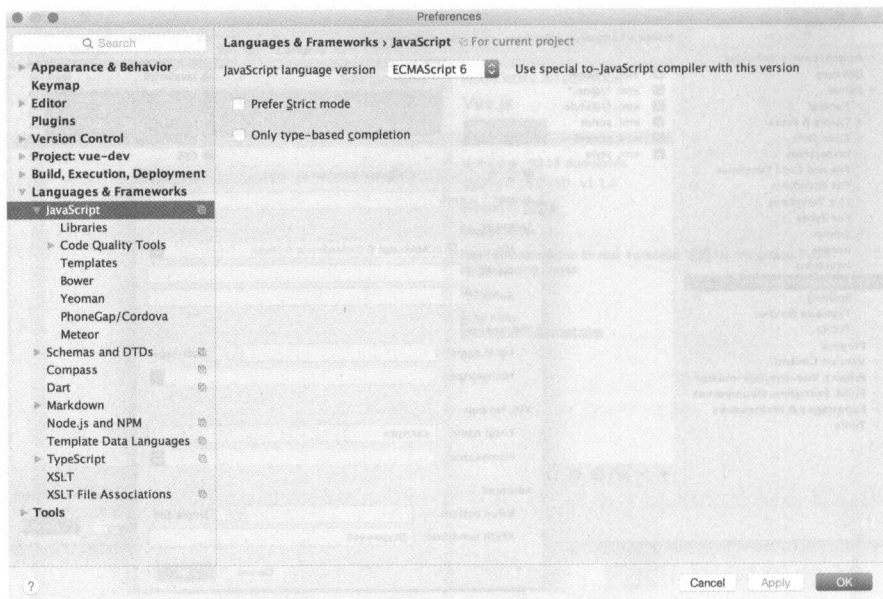 Preferences
Search
Languages & Frameworks › JavaScript For current project
JavaScript language version ECMAScript 6 Use special to-JavaScript compiler with this version
Prefer Strict mode
Only type-based completion
Appearance & Behavior
Keymap
Editor
Plugins
Version Control
Project: vue-dev
Build, Execution, Deployment
Languages & Frameworks
JavaScript
Libraries
Code Quality Tools
Templates
Bower
Yeoman
PhoneGap/Cordova
Meteor
Schemas and DTDs
Compass
Dart
Markdown
Node.js and NPM
Template Data Languages
TypeScript
XSLT
XSLT File Associations
Tools
?
Cancel
Apply
OK